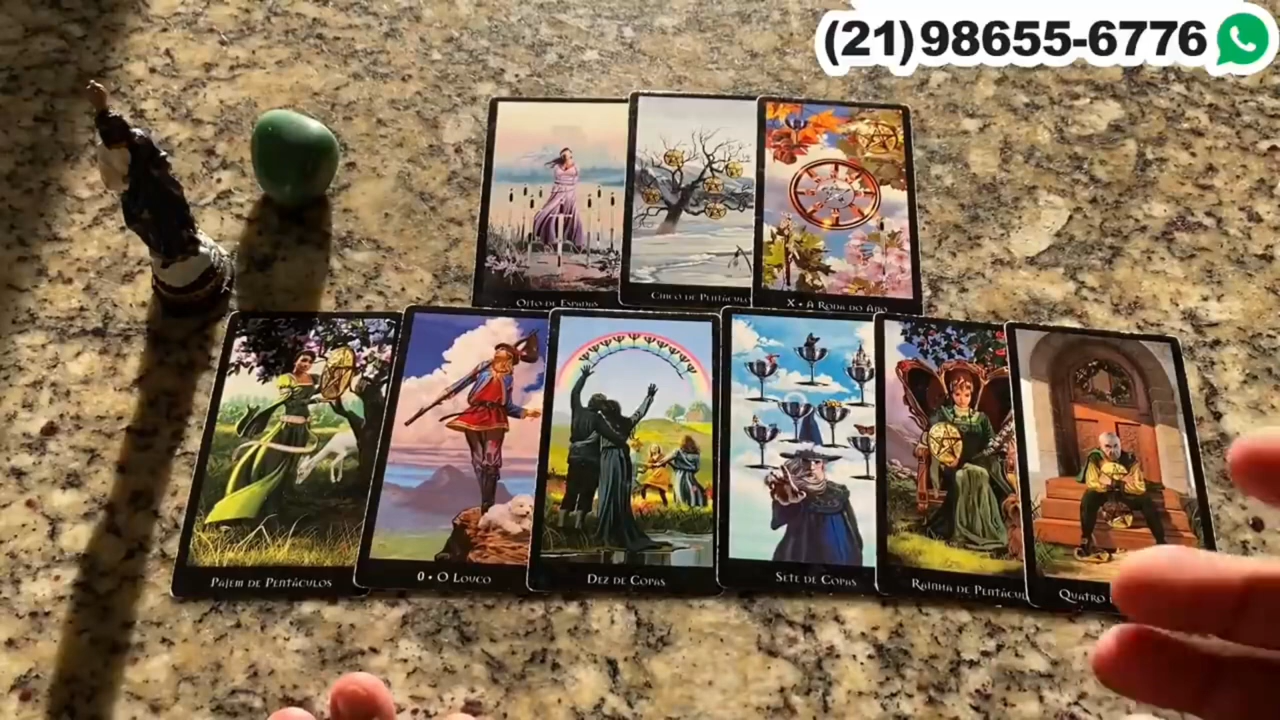 (21)98655-6776
Oito de Espadas
Cinco de Pentáculos
X • A Roda do Ano
Pajem de Pentáculos
0 • O Louco
Dez de Copas
Sete de Copas
Rainha de Pentácul
Quatro